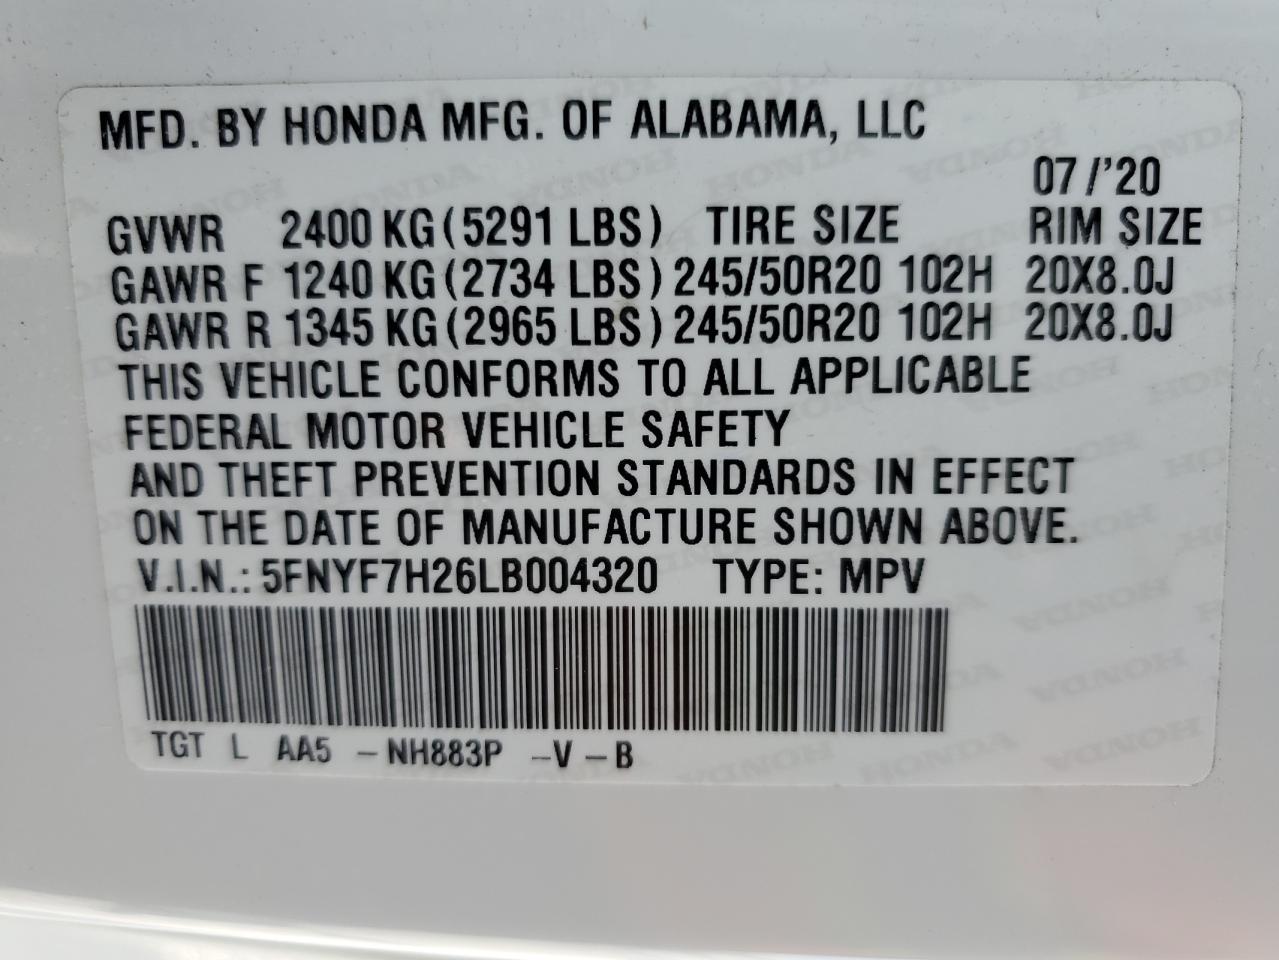 MFD. BY HONDA MFG. OF ALABAMA, LLC
07/'20
GVWR 2400 KG (5291 LBS) TIRE SIZE RIM SIZE
GAWR F 1240 KG (2734 LBS) 245/50R20 102H 20X8.0J
GAWR R 1345 KG (2965 LBS) 245/50R20 102H 20X8.0J
THIS VEHICLE CONFORMS TO ALL APPLICABLE
FEDERAL MOTOR VEHICLE SAFETY
AND THEFT PREVENTION STANDARDS IN EFFECT
ON THE DATE OF MANUFACTURE SHOWN ABOVE.
V.I.N.: 5FNYF7H26LB004320 TYPE: MPV
TGT L AA5 -NH883P -V-B